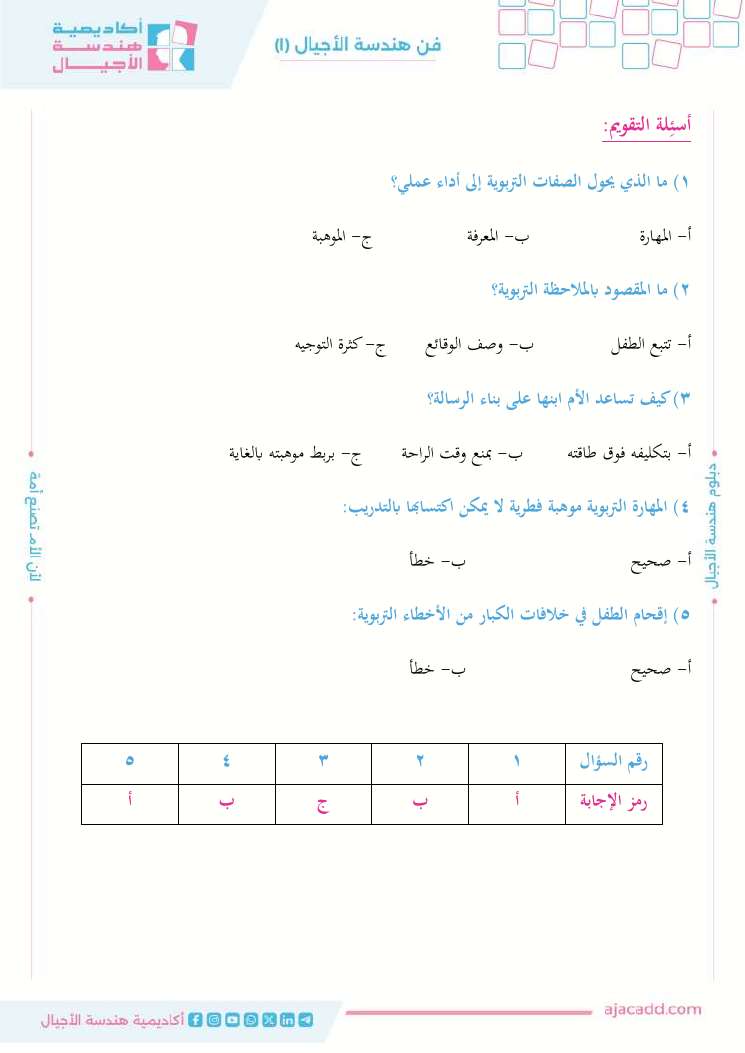 أكاديمية
هندسة
الأجيال
فن هندسة الأجيال (١)
أسئِلة التقويم:
١) ما الذي يحول الصفات التربوية إلى أداء عملي؟
أ- المهارة ب- المعرفة ج- الموهبة
٢) ما المقصود بالملاحظة التربوية؟
أ- تتبع الطفل ب- وصف الوقائع ج- كثرة التوجيه
٣) كيف تساعد الأم ابنها على بناء الرسالة؟
أ- بتكليفه فوق طاقته ب- بمنع وقت الراحة ج- بربط موهبته بالغاية
٤) المهارة التربوية موهبة فطرية لا يمكن اكتسابها بالتدريب:
أ- صحيح ب- خطأ
٥) إقحام الطفل في خلافات الكبار من الأخطاء التربوية:
أ- صحيح ب- خطأ
رقم السؤال ١ ٢ ٣ ٤ ٥
رمز الإجابة أ ب ج ب أ
دبلوم هندسة الأجيال
لأن الأم تصنع أمة
ajacadd.com
أكاديمية هندسة الأجيال